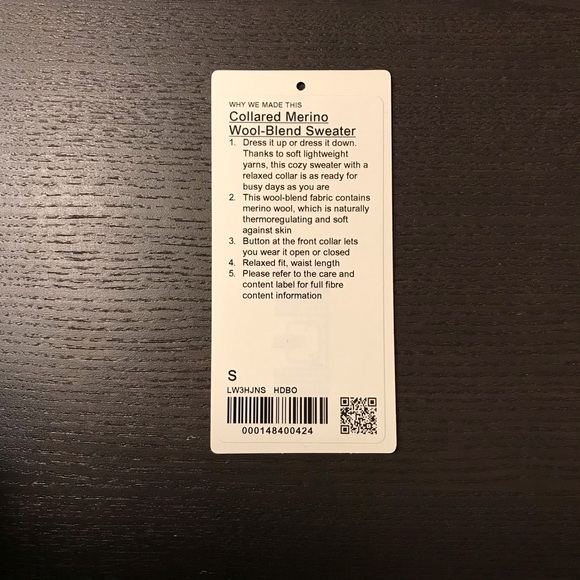 WHY WE MADE THIS
Collared Merino
Wool-Blend Sweater
1. Dress it up or dress it down.
Thanks to soft lightweight
yarns, this cozy sweater with a
relaxed collar is as ready for
busy days as you are
2. This wool-blend fabric contains
merino wool, which is naturally
thermoregulating and soft
against skin
3. Button at the front collar lets
you wear it open or closed
4. Relaxed fit, waist length
5. Please refer to the care and
content label for full fibre
content information
S
LW3HJNS HDBO
000148400424